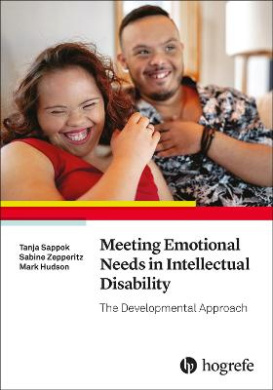 Tanja Sappok
Sabine Zepperitz
Mark Hudson
Meeting Emotional
Needs in Intellectual
Disability
The Developmental Approach
hogrefe